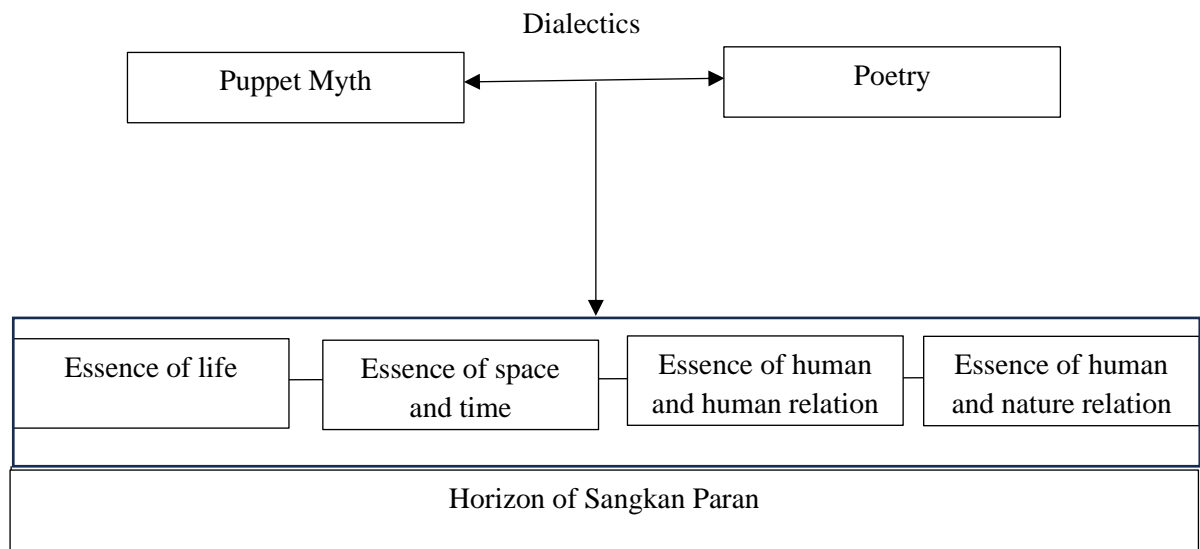 Dialectics
Puppet Myth
Poetry
Essence of life
Essence of space
and time
Essence of human
and human relation
Essence of human
and nature relation
Horizon of Sangkan Paran